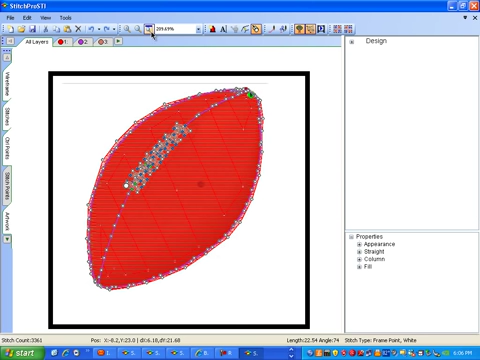 StitchProSTI
File Edit View Tools
209.69%
All Layers 1 2 3
Design
Wireframe
Stitches
Ctrl Points
Stitch Points
Artwork
Properties
Appearance
Straight
Column
Fill
Stitch Count:3361 Pos: X:-8.2,Y:23.0 | dX:6.18,dY:21.68 Length:22.54 Angle:74 Stitch Type: Frame Point, White
start 6:06 PM